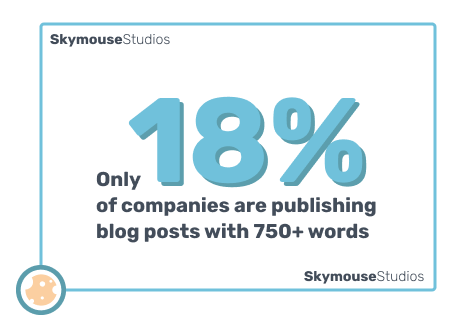 SkymouseStudios
Only 18%
of companies are publishing
blog posts with 750+ words
SkymouseStudios